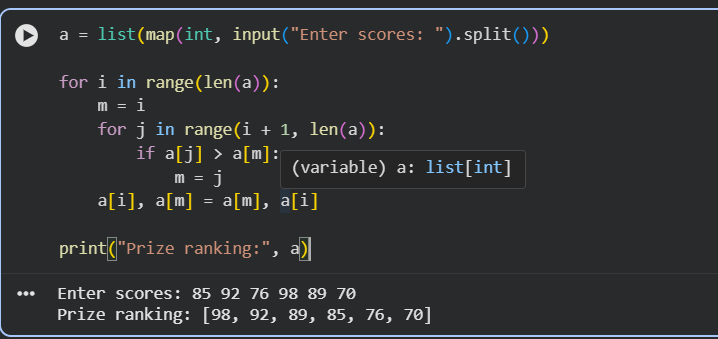 a = list(map(int, input("Enter scores: ").split()))
for i in range(len(a)):
    m = i
    for j in range(i + 1, len(a)):
        if a[j] > a[m]:
(variable) a: list[int]
            m = j
    a[i], a[m] = a[m], a[i]
print("Prize ranking:", a)
••• Enter scores: 85 92 76 98 89 70
Prize ranking: [98, 92, 89, 85, 76, 70]